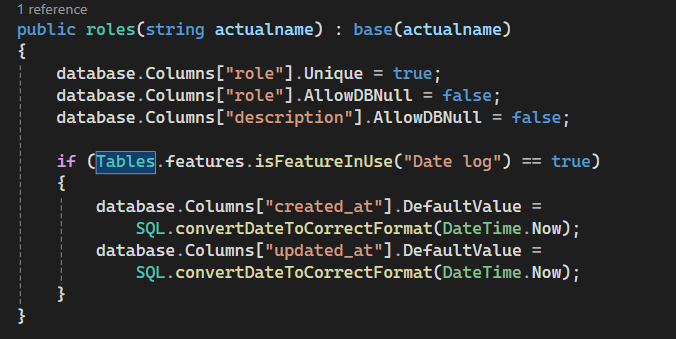 1 reference
public roles(string actualname) : base(actualname)
{
database.Columns["role"].Unique = true;
database.Columns["role"].AllowDBNull = false;
database.Columns["description"].AllowDBNull = false;
if (Tables.features.isFeatureInUse("Date log") == true)
{
database.Columns["created_at"].DefaultValue =
SQL.convertDateToCorrectFormat(DateTime.Now);
database.Columns["updated_at"].DefaultValue =
SQL.convertDateToCorrectFormat(DateTime.Now);
}
}